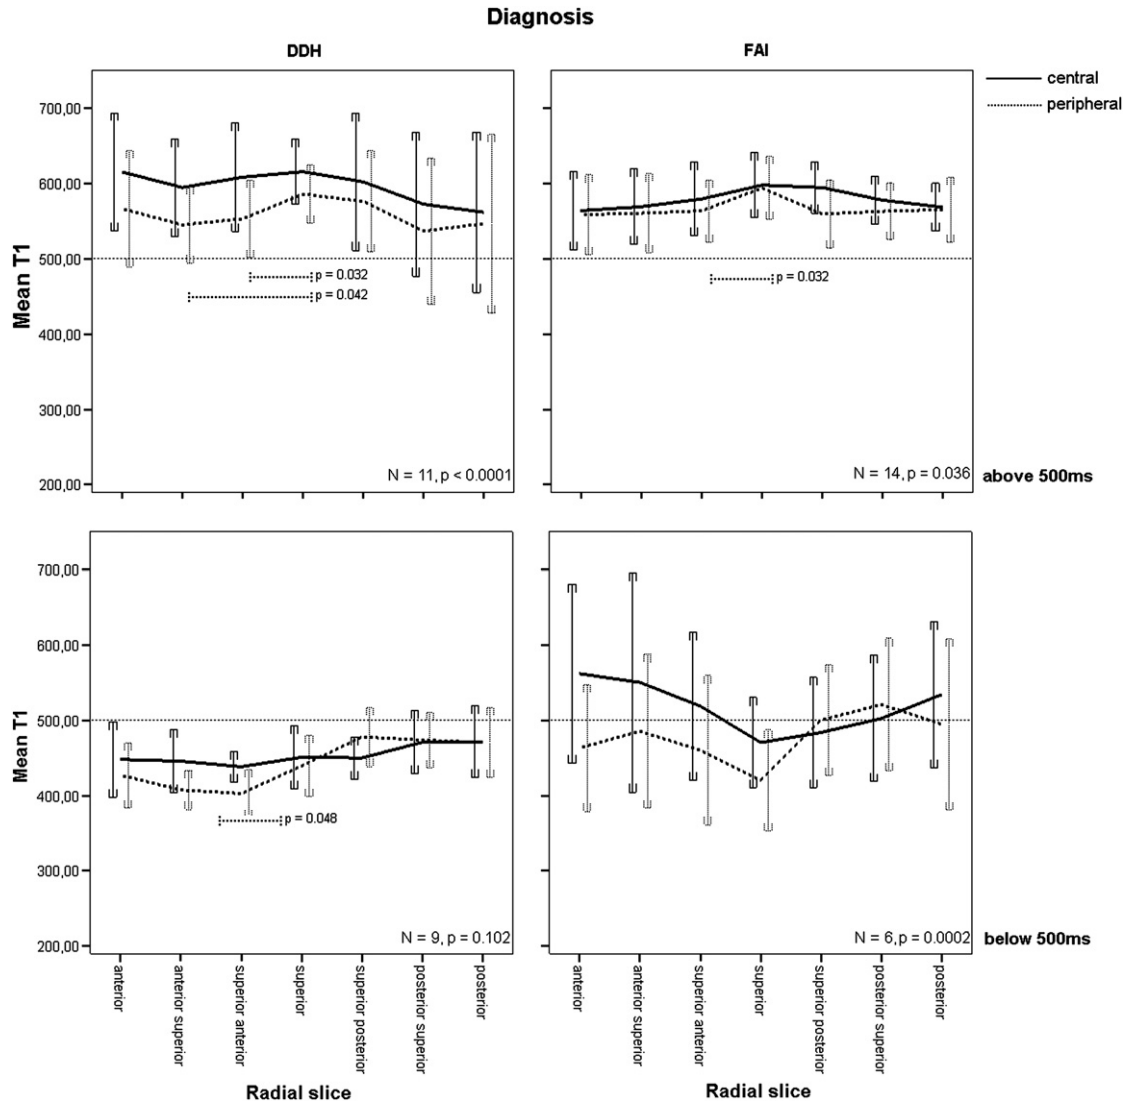 Diagnosis
DDH
FAI
central
peripheral
Mean T1
700,00
600,00
500,00
400,00
300,00
200,00
p = 0.032
p = 0.042
N = 11, p < 0.0001
p = 0.032
N = 14, p = 0.036
above 500ms
Mean T1
700,00
600,00
500,00
400,00
300,00
200,00
p = 0.048
N = 9, p = 0.102
N = 6, p = 0.0002
below 500ms
anterior
anterior superior
superior anterior
superior
superior posterior
posterior superior
posterior
anterior
anterior superior
superior anterior
superior
superior posterior
posterior superior
posterior
Radial slice
Radial slice